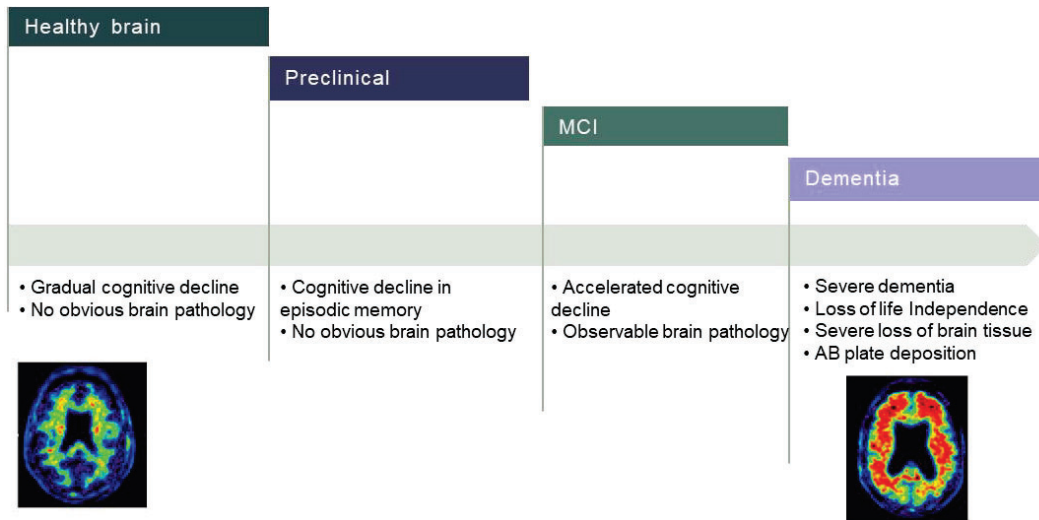 Healthy brain
Preclinical
MCI
Dementia
• Gradual cognitive decline
• No obvious brain pathology
• Cognitive decline in
episodic memory
• No obvious brain pathology
• Accelerated cognitive
decline
• Observable brain pathology
• Severe dementia
• Loss of life Independence
• Severe loss of brain tissue
• AB plate deposition